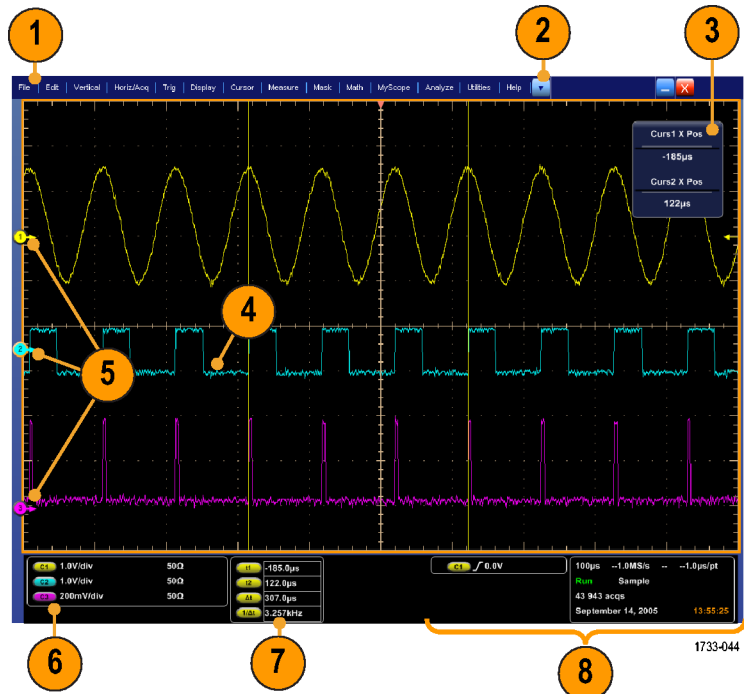 1
2
3
File Edit Vertical Horiz/Acq Trig Display Cursor Measure Mask Math MyScope Analyze Utilities Help
X
Curs1 X Pos
-185µs
Curs2 X Pos
122µs
1
4
2
5
3
C1 1.0V/div 50Ω
C2 1.0V/div 50Ω
C3 200mV/div 50Ω
t1 -185.0µs
t2 122.0µs
Δt 307.0µs
1/Δt 3.257kHz
C1 0.0V
100µs --1.0MS/s -- --1.0µs/pt
Run Sample
43 943 acqs
September 14, 2005 13:55:25
6
7
8
1733-044